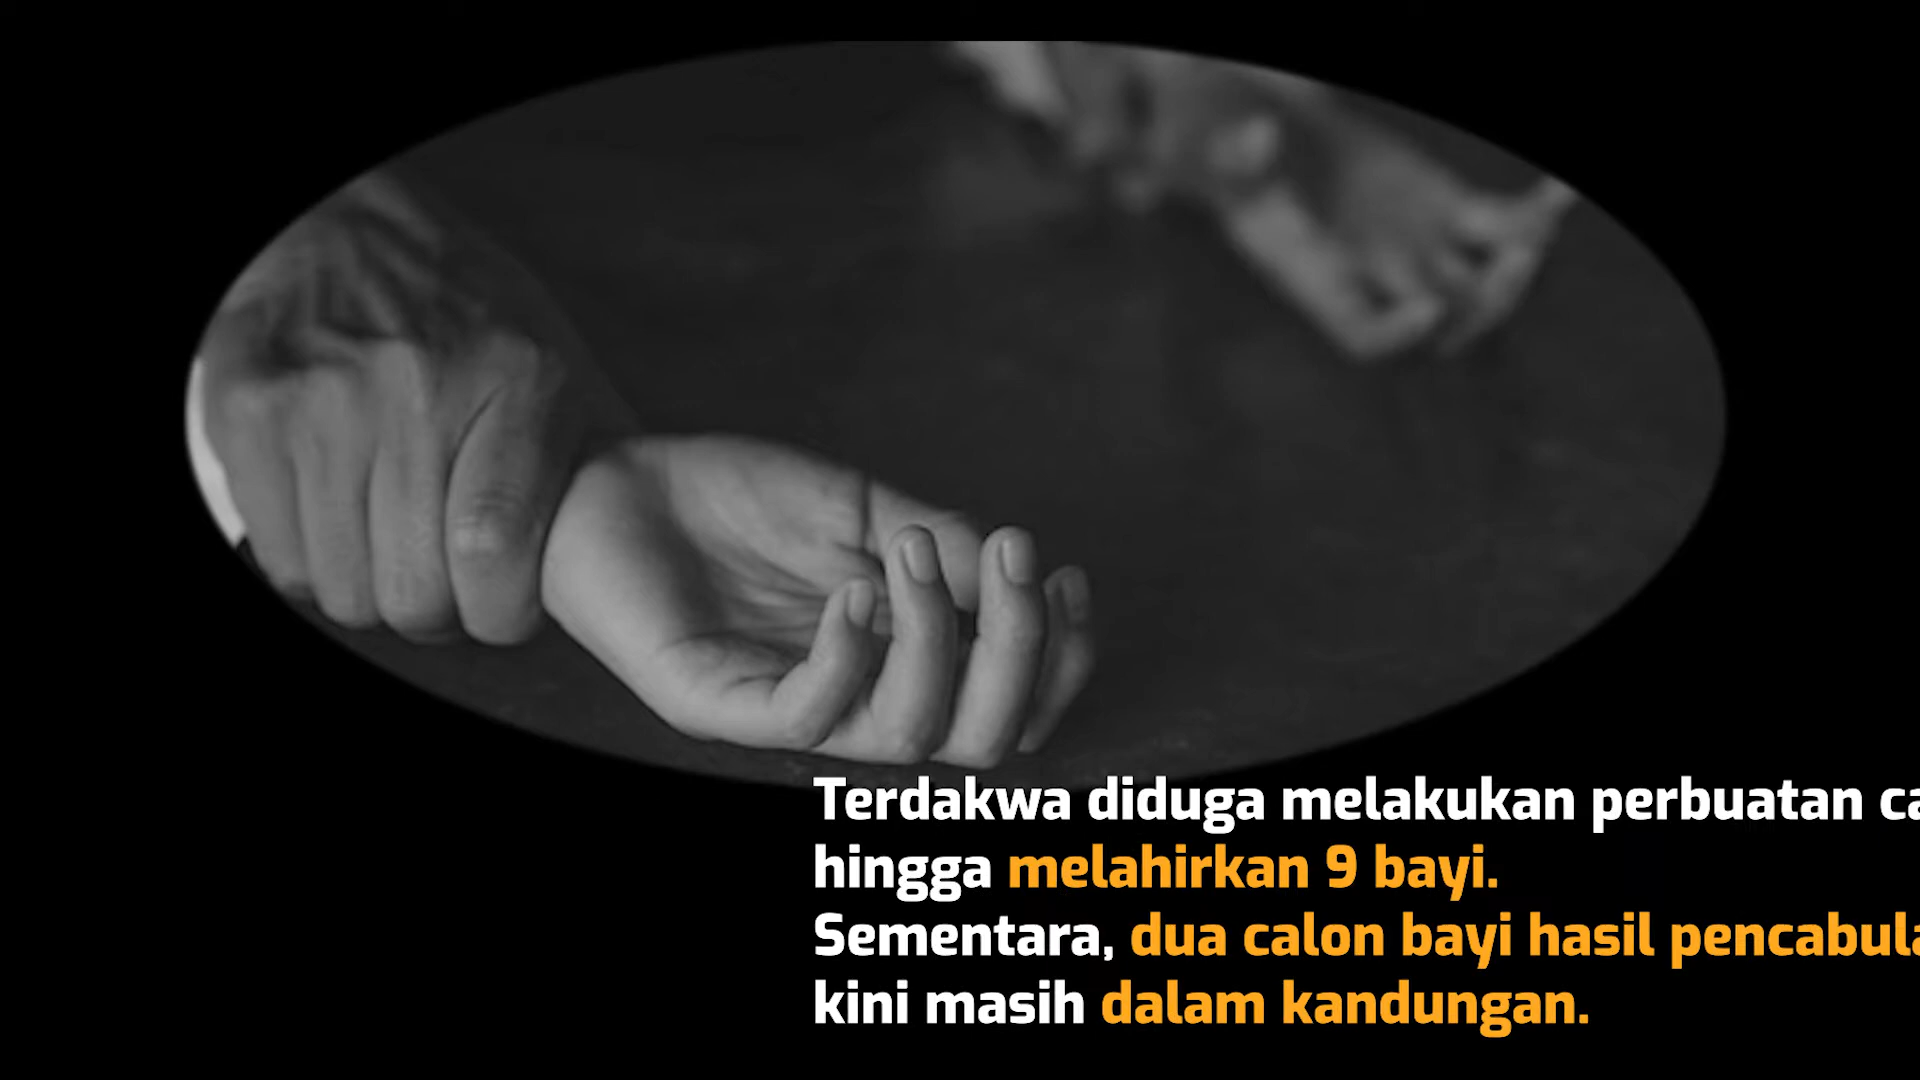 Terdakwa diduga melakukan perbuatan
hingga melahirkan 9 bayi.
Sementara, dua calon bayi hasil
kini masih dalam kandungan.